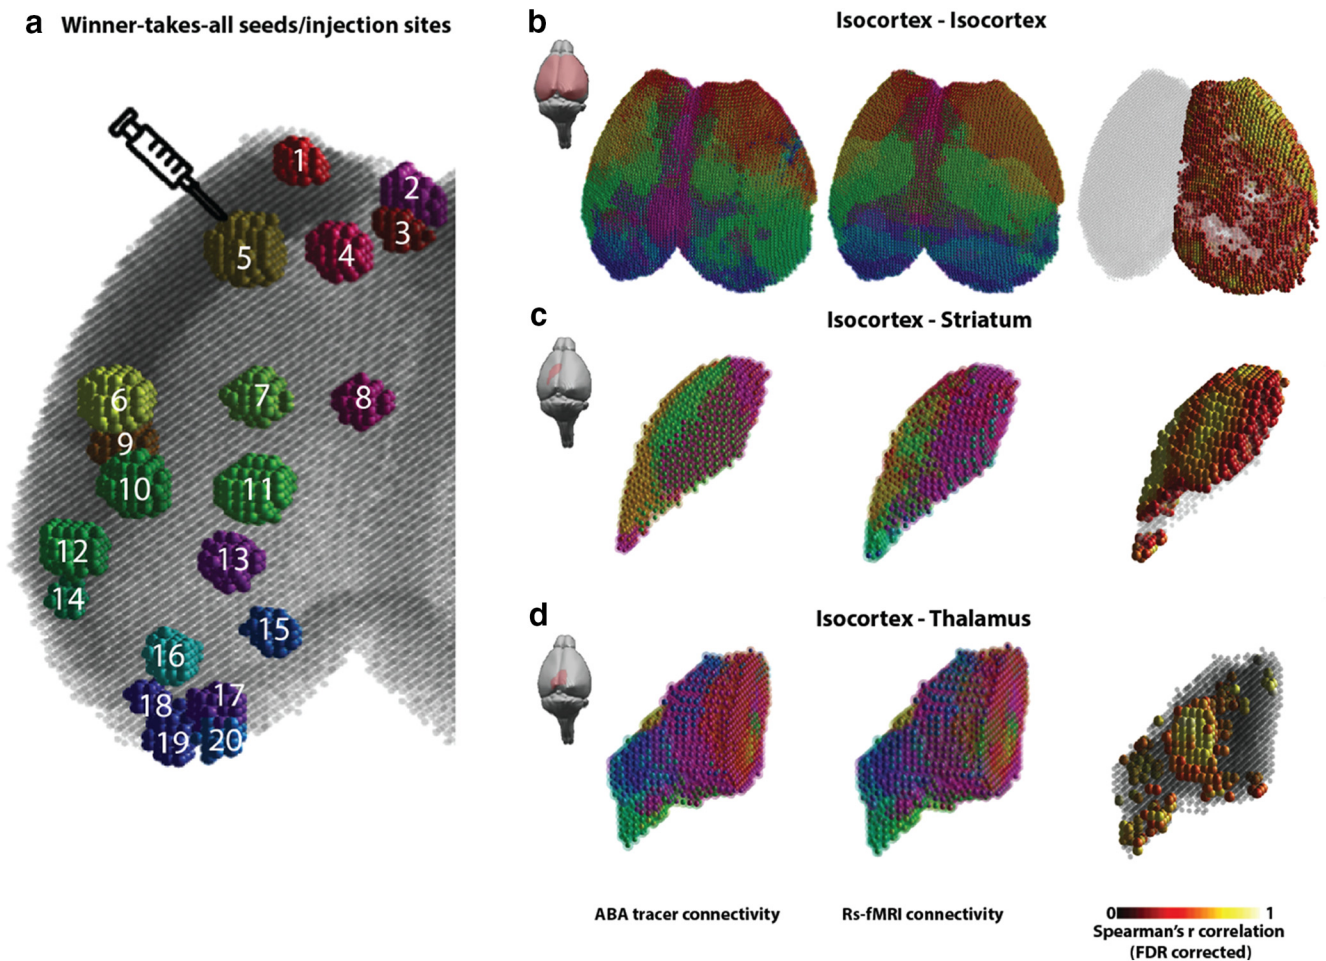 a Winner-takes-all seeds/injection sites
1
2
3
4
5
6
7
8
9
10
11
12
13
14
15
16
17
18
19
20
b Isocortex - Isocortex
c Isocortex - Striatum
d Isocortex - Thalamus
ABA tracer connectivity
Rs-fMRI connectivity
0 1
Spearman's r correlation
(FDR corrected)